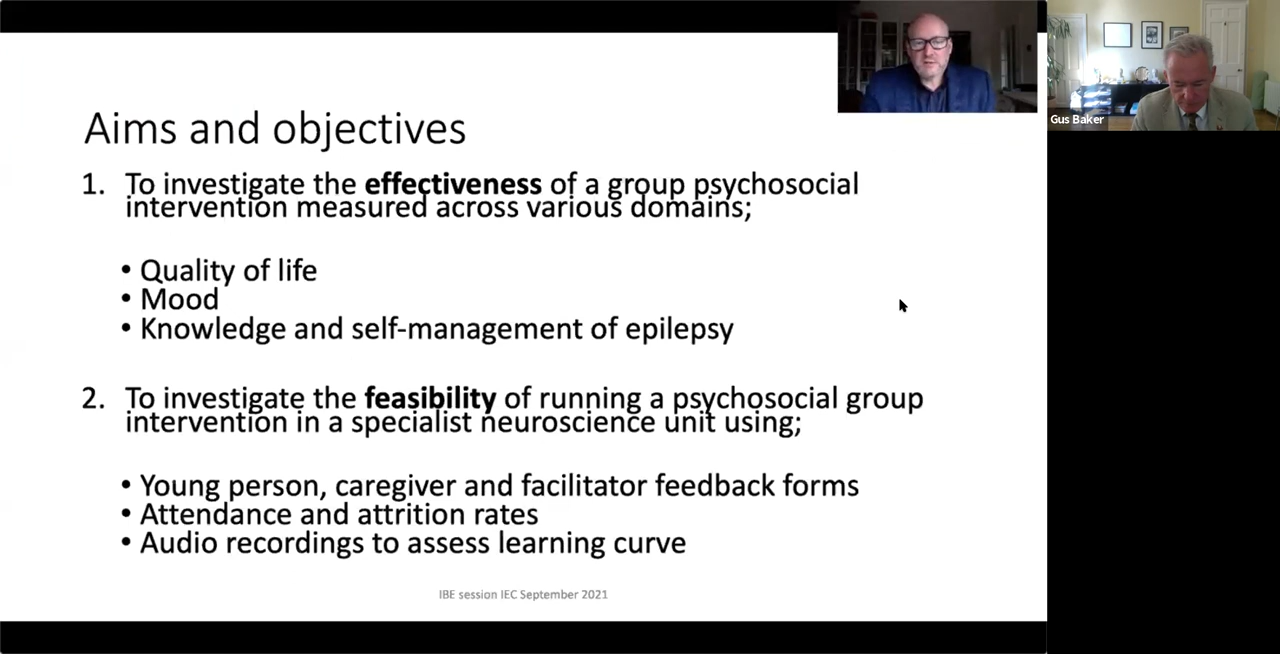 Aims and objectives
1. To investigate the effectiveness of a group psychosocial
intervention measured across various domains;
• Quality of life
• Mood
• Knowledge and self-management of epilepsy
2. To investigate the feasibility of running a psychosocial group
intervention in a specialist neuroscience unit using;
• Young person, caregiver and facilitator feedback forms
• Attendance and attrition rates
• Audio recordings to assess learning curve
IBE session IEC September 2021
Gus Baker